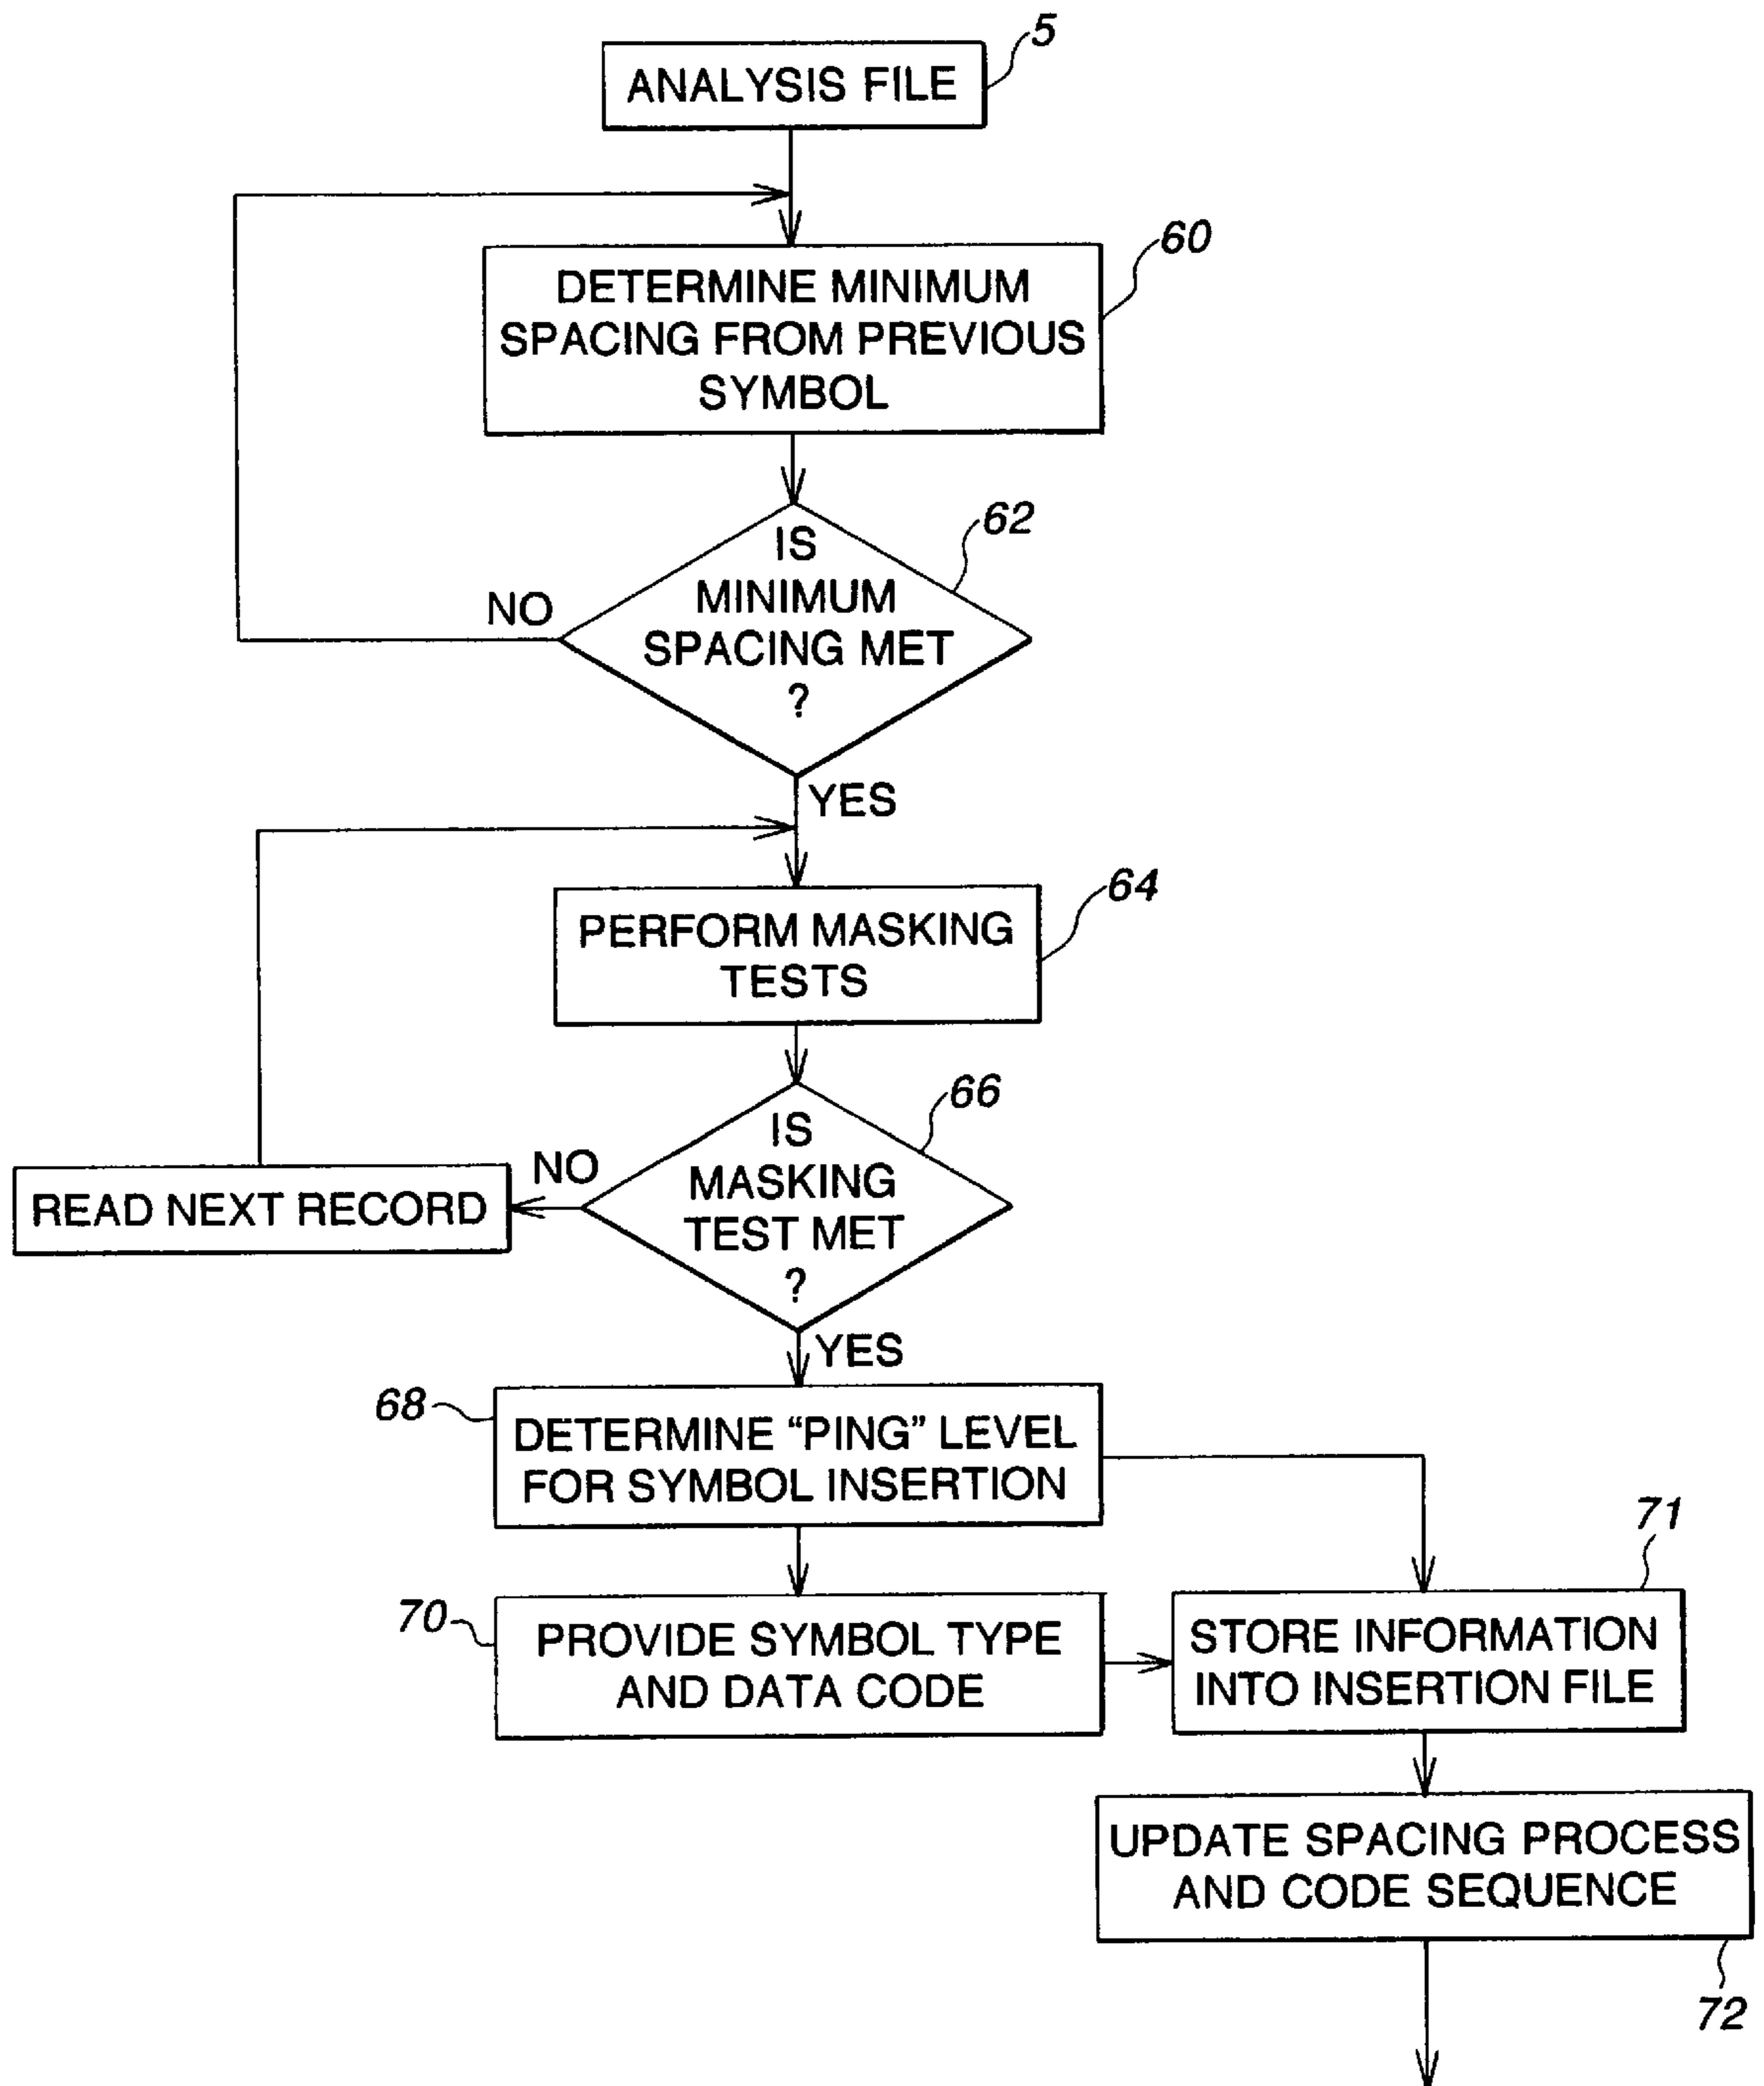 5
ANALYSIS FILE
60
DETERMINE MINIMUM
SPACING FROM PREVIOUS
SYMBOL
62
IS
MINIMUM
SPACING MET
?
NO
YES
64
PERFORM MASKING
TESTS
66
IS
MASKING
TEST MET
?
NO
READ NEXT RECORD
YES
68
DETERMINE “PING” LEVEL
FOR SYMBOL INSERTION
70
PROVIDE SYMBOL TYPE
AND DATA CODE
71
STORE INFORMATION
INTO INSERTION FILE
UPDATE SPACING PROCESS
AND CODE SEQUENCE
72